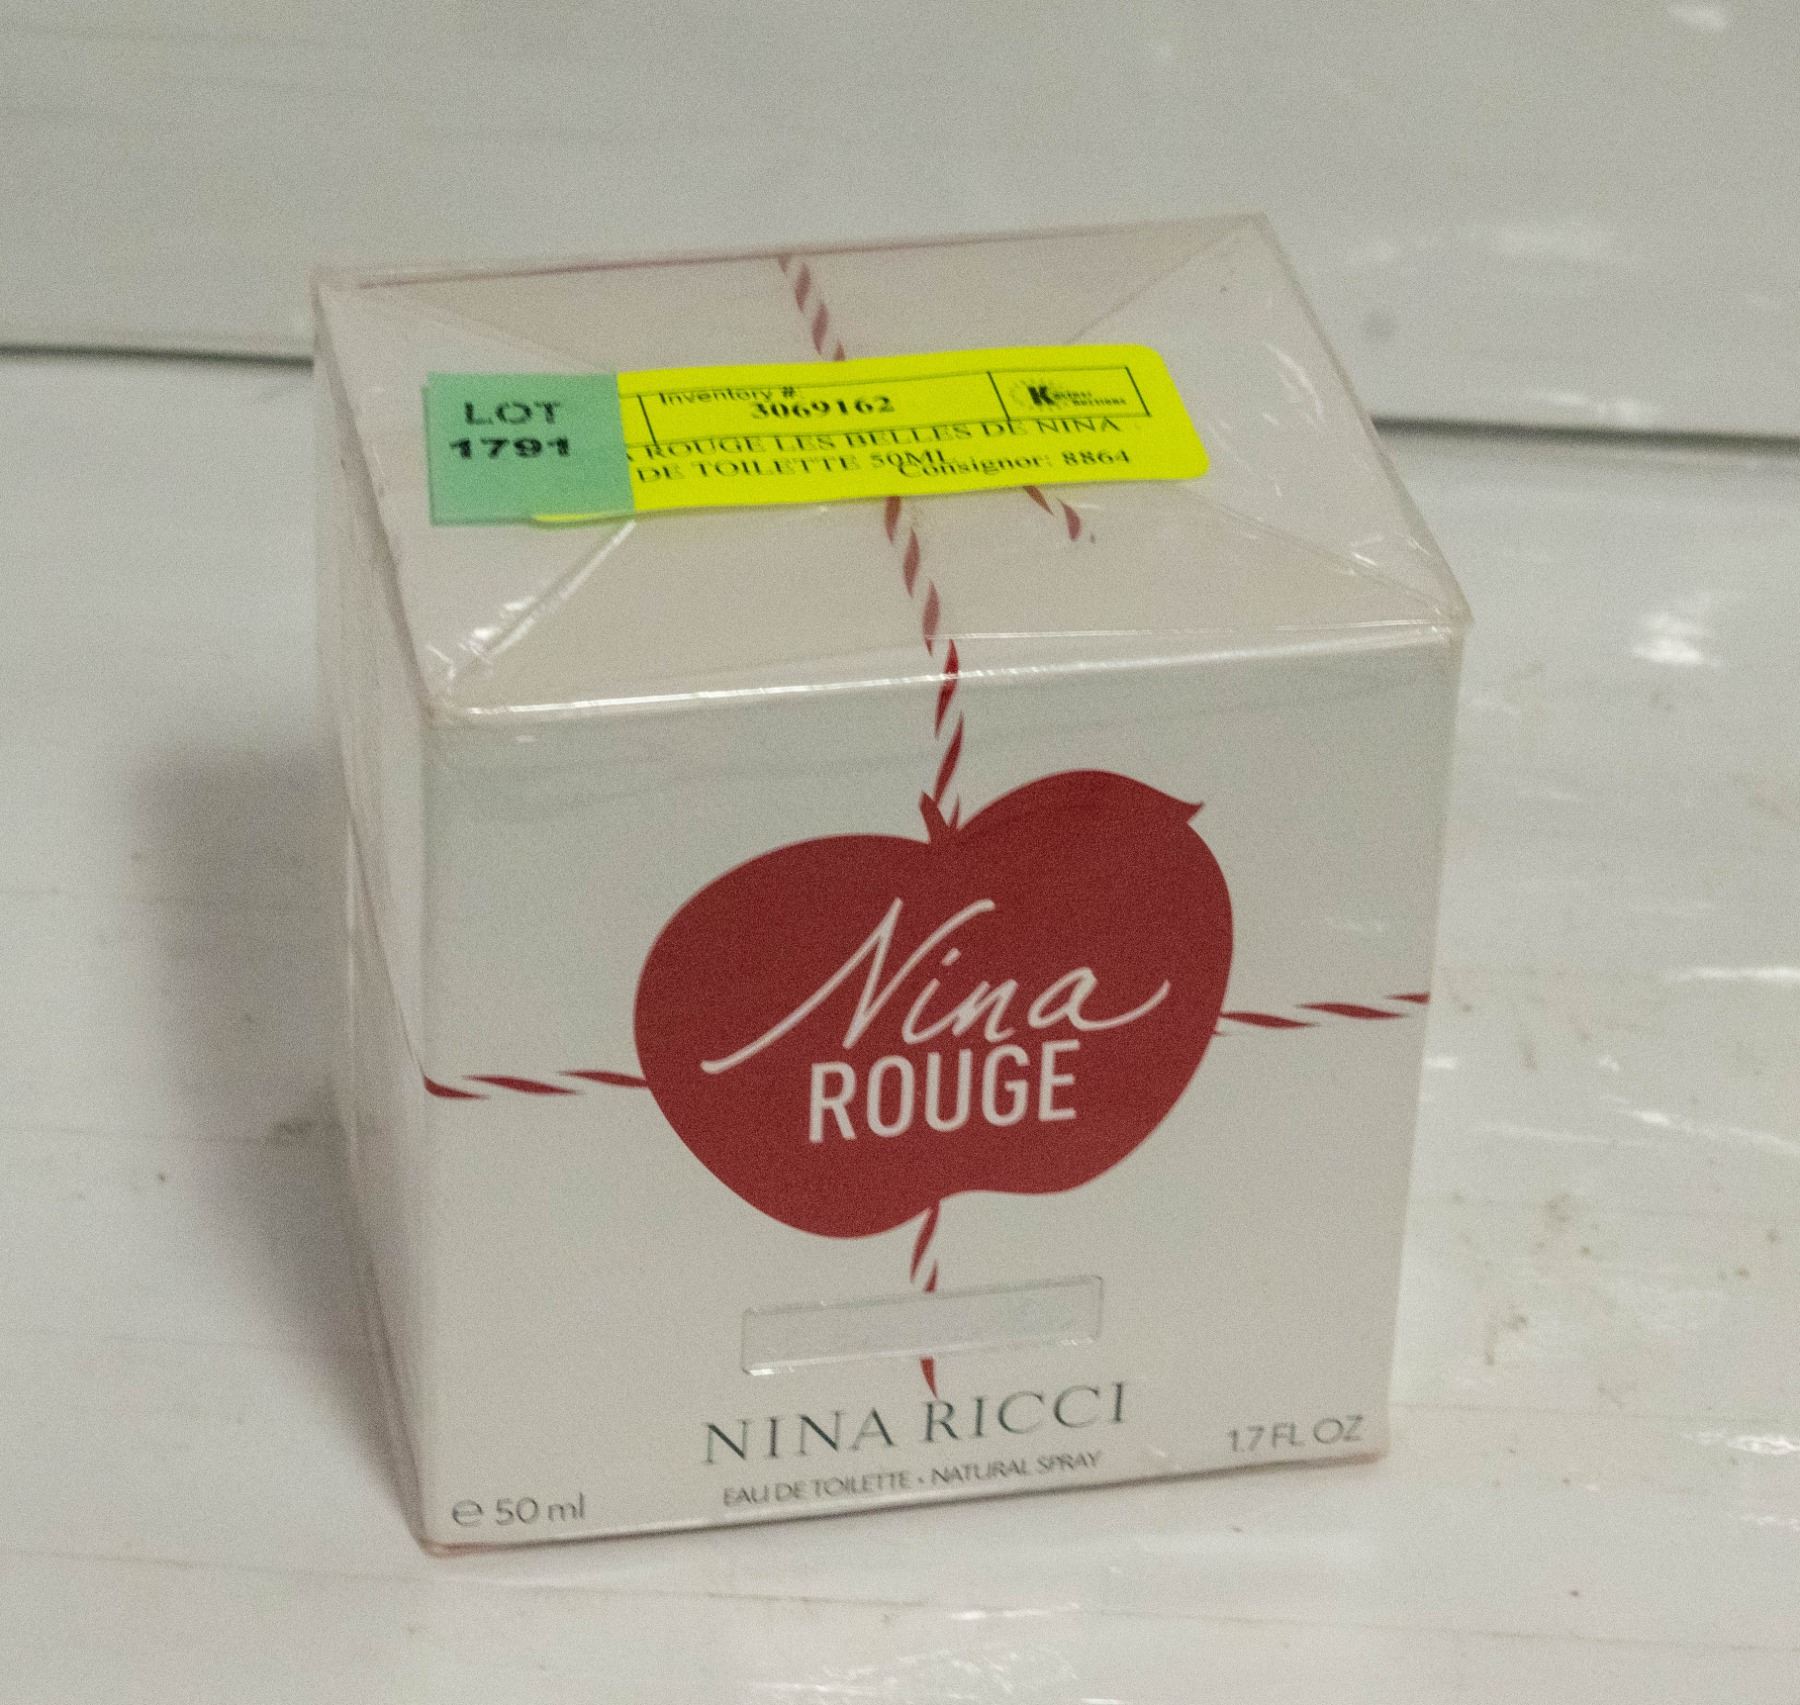 LOT
1791
Inventory #:
3069162
ROUGE LES BELLES DE NINA
DE TOILETTE 50ML
Consignor: 8864
Nina
ROUGE
NINA RICCI
EAU DE TOILETTE • NATURAL SPRAY
1.7 FL OZ
e 50 ml